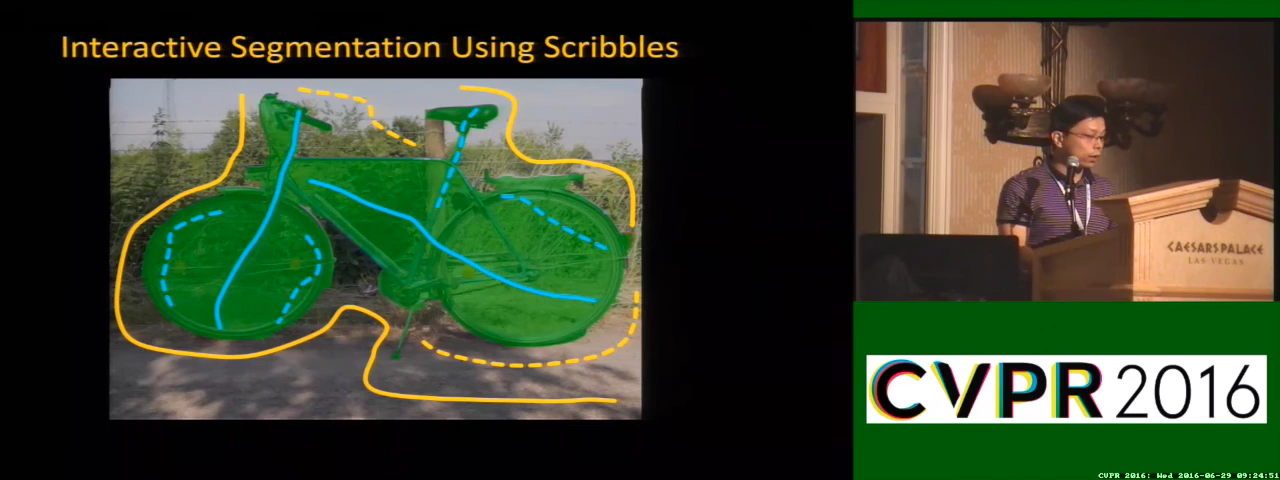 Interactive Segmentation Using Scribbles
CAESARS PALACE
LAS VEGAS
CVPR 2016
CVPR 2016: Wed 2016-06-29 09:24:51